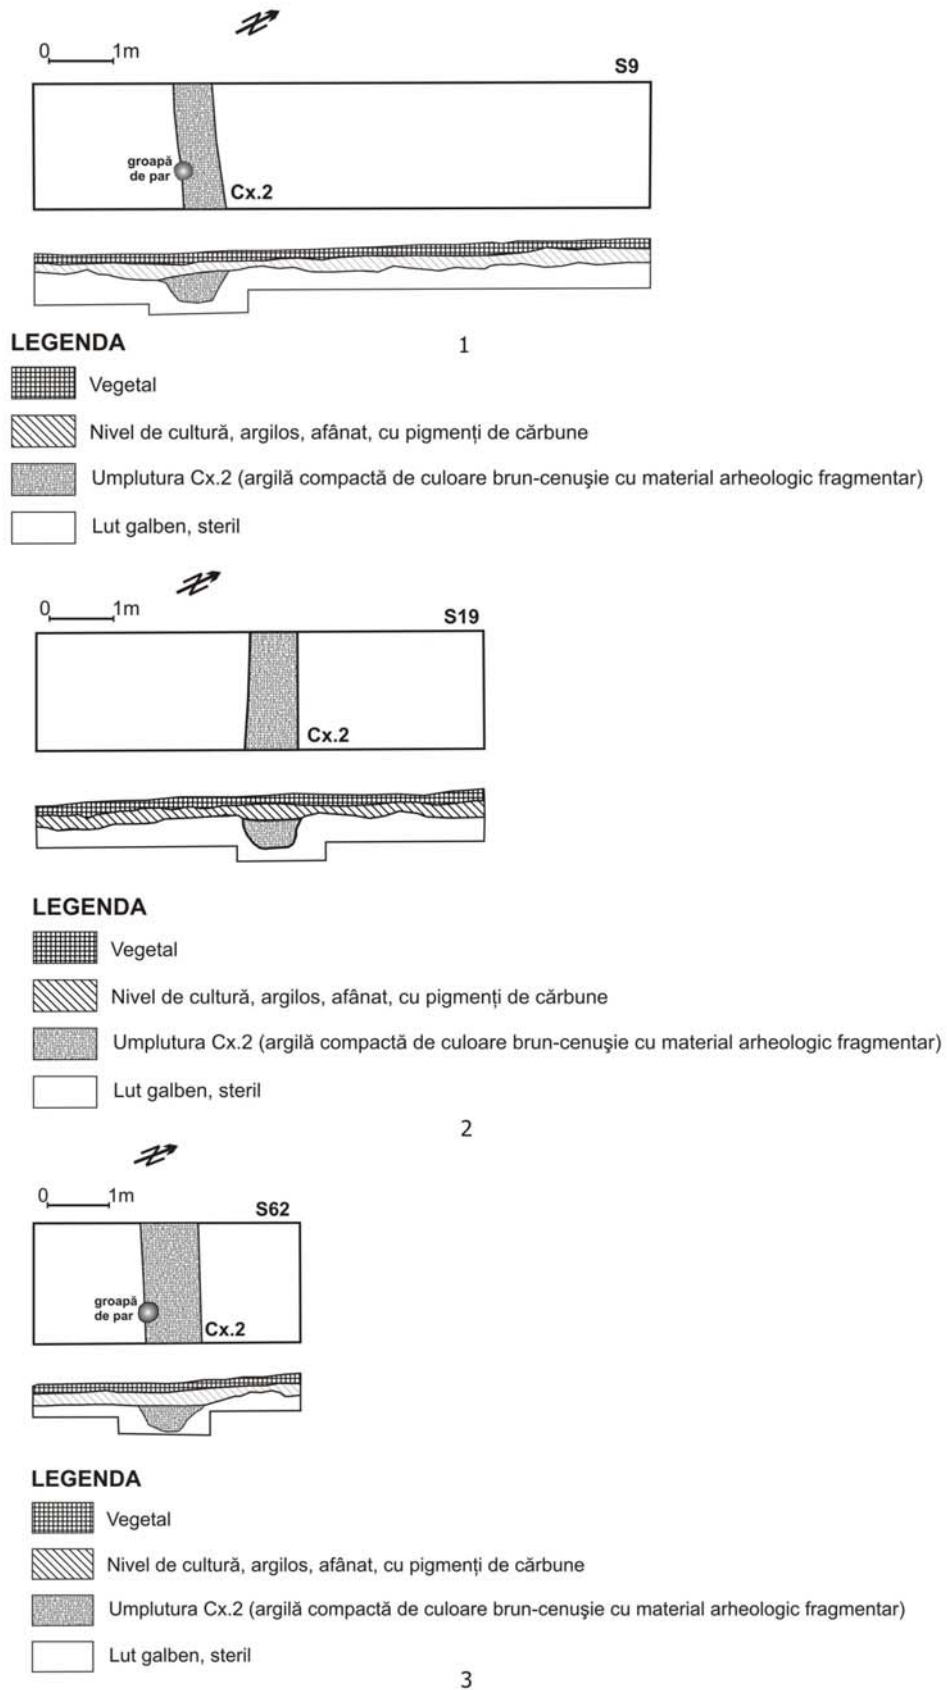 0 1m
S9
groapă
de par
Cx.2
LEGENDA
1
Vegetal
Nivel de cultură, argilos, afânat, cu pigmenți de cărbune
Umplutura Cx.2 (argilă compactă de culoare brun-cenuşie cu material arheologic fragmentar)
Lut galben, steril
0 1m
S19
Cx.2
LEGENDA
Vegetal
Nivel de cultură, argilos, afânat, cu pigmenți de cărbune
Umplutura Cx.2 (argilă compactă de culoare brun-cenuşie cu material arheologic fragmentar)
Lut galben, steril
2
0 1m
S62
groapă
de par
Cx.2
LEGENDA
Vegetal
Nivel de cultură, argilos, afânat, cu pigmenți de cărbune
Umplutura Cx.2 (argilă compactă de culoare brun-cenuşie cu material arheologic fragmentar)
Lut galben, steril
3